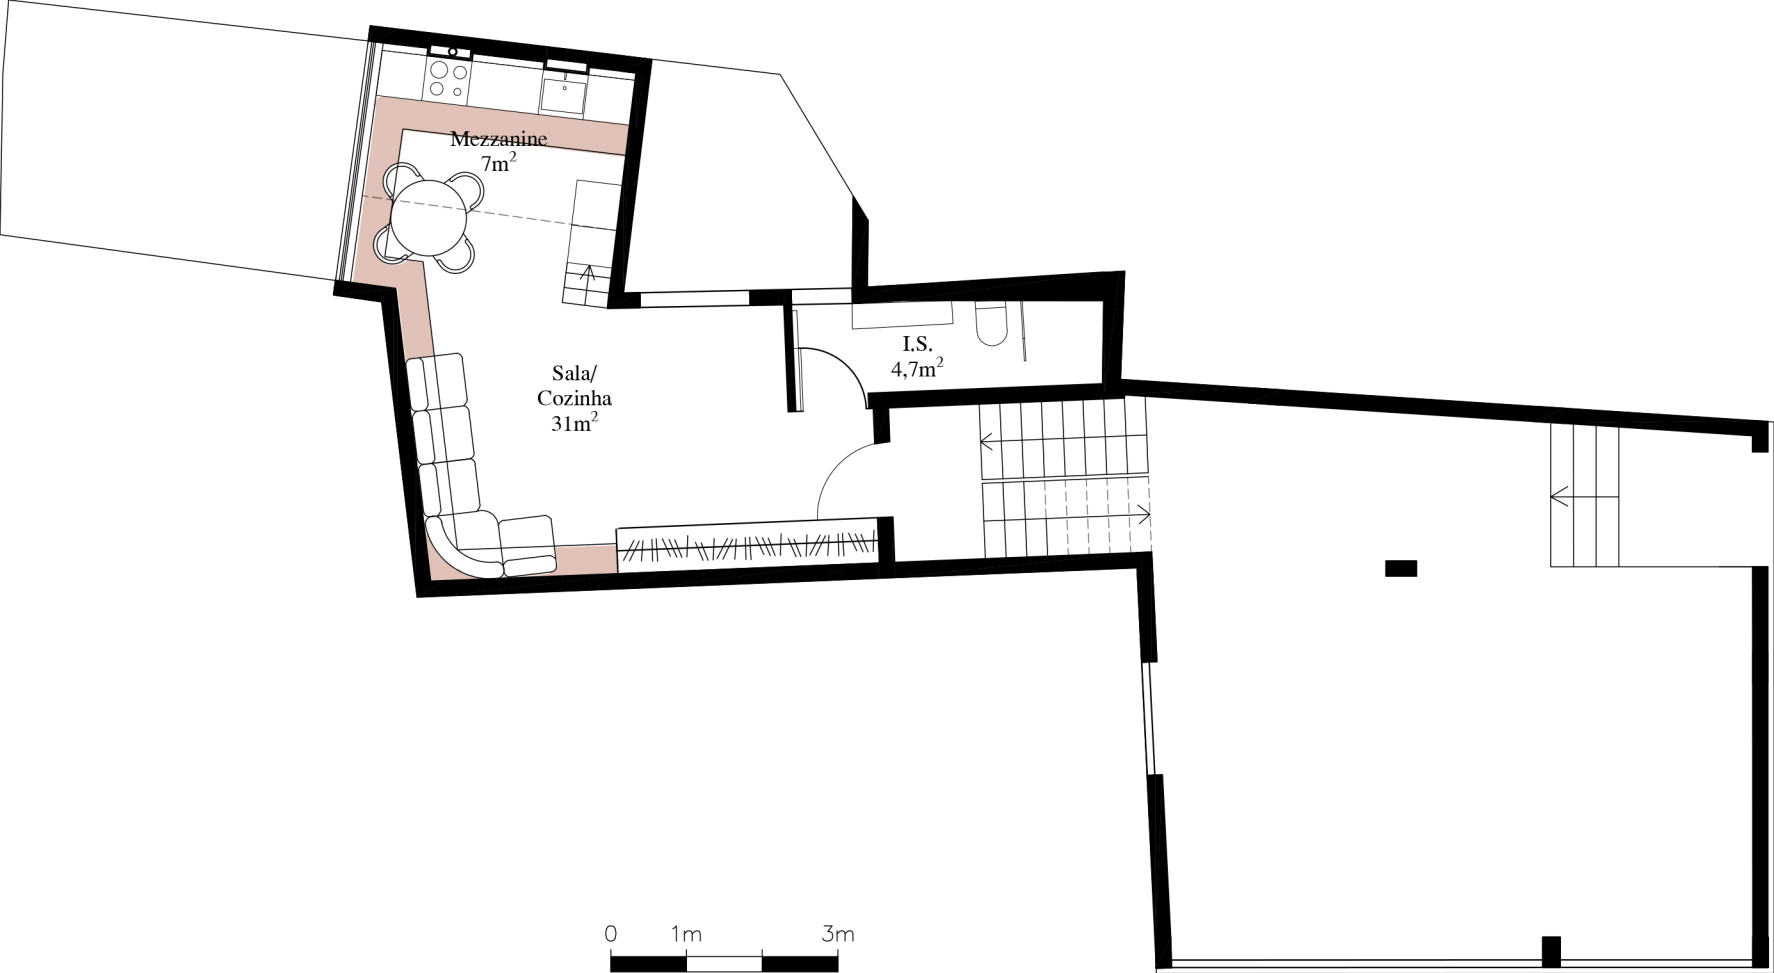 Mezzanine
7m²
Sala/
Cozinha
31m²
I.S.
4,7m²
0 1m 3m